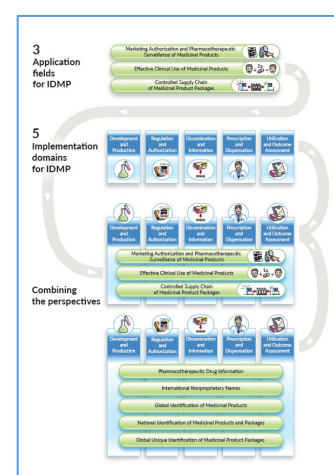 3
Application
fields
for IDMP
Marketing Authorization and Pharmacotherapeutic
Surveillance of Medicinal Products
Effective Clinical Use of Medicinal Products
Controlled Supply Chain
of Medicinal Product Packages
5
Implementation
domains
for IDMP
Development
and
Production
Regulation
and
Authorization
Dissemination
and
Information
Prescription
and
Dispensation
Utilization
and Outcome
Assessment
Combining
the perspectives
Development
and
Production
Regulation
and
Authorization
Dissemination
and
Information
Prescription
and
Dispensation
Utilization
and Outcome
Assessment
Marketing Authorization and Pharmacotherapeutic
Surveillance of Medicinal Products
Effective Clinical Use of Medicinal Products
Controlled Supply Chain
of Medicinal Product Packages
Development
and
Production
Regulation
and
Authorization
Dissemination
and
Information
Prescription
and
Dispensation
Utilization
and Outcome
Assessment
Pharmacotherapeutic Drug Information
International Nonproprietary Names
Global Identification of Medicinal Products
National Identification of Medicinal Products and Packages
Global Unique Identification of Medicinal Product Packages